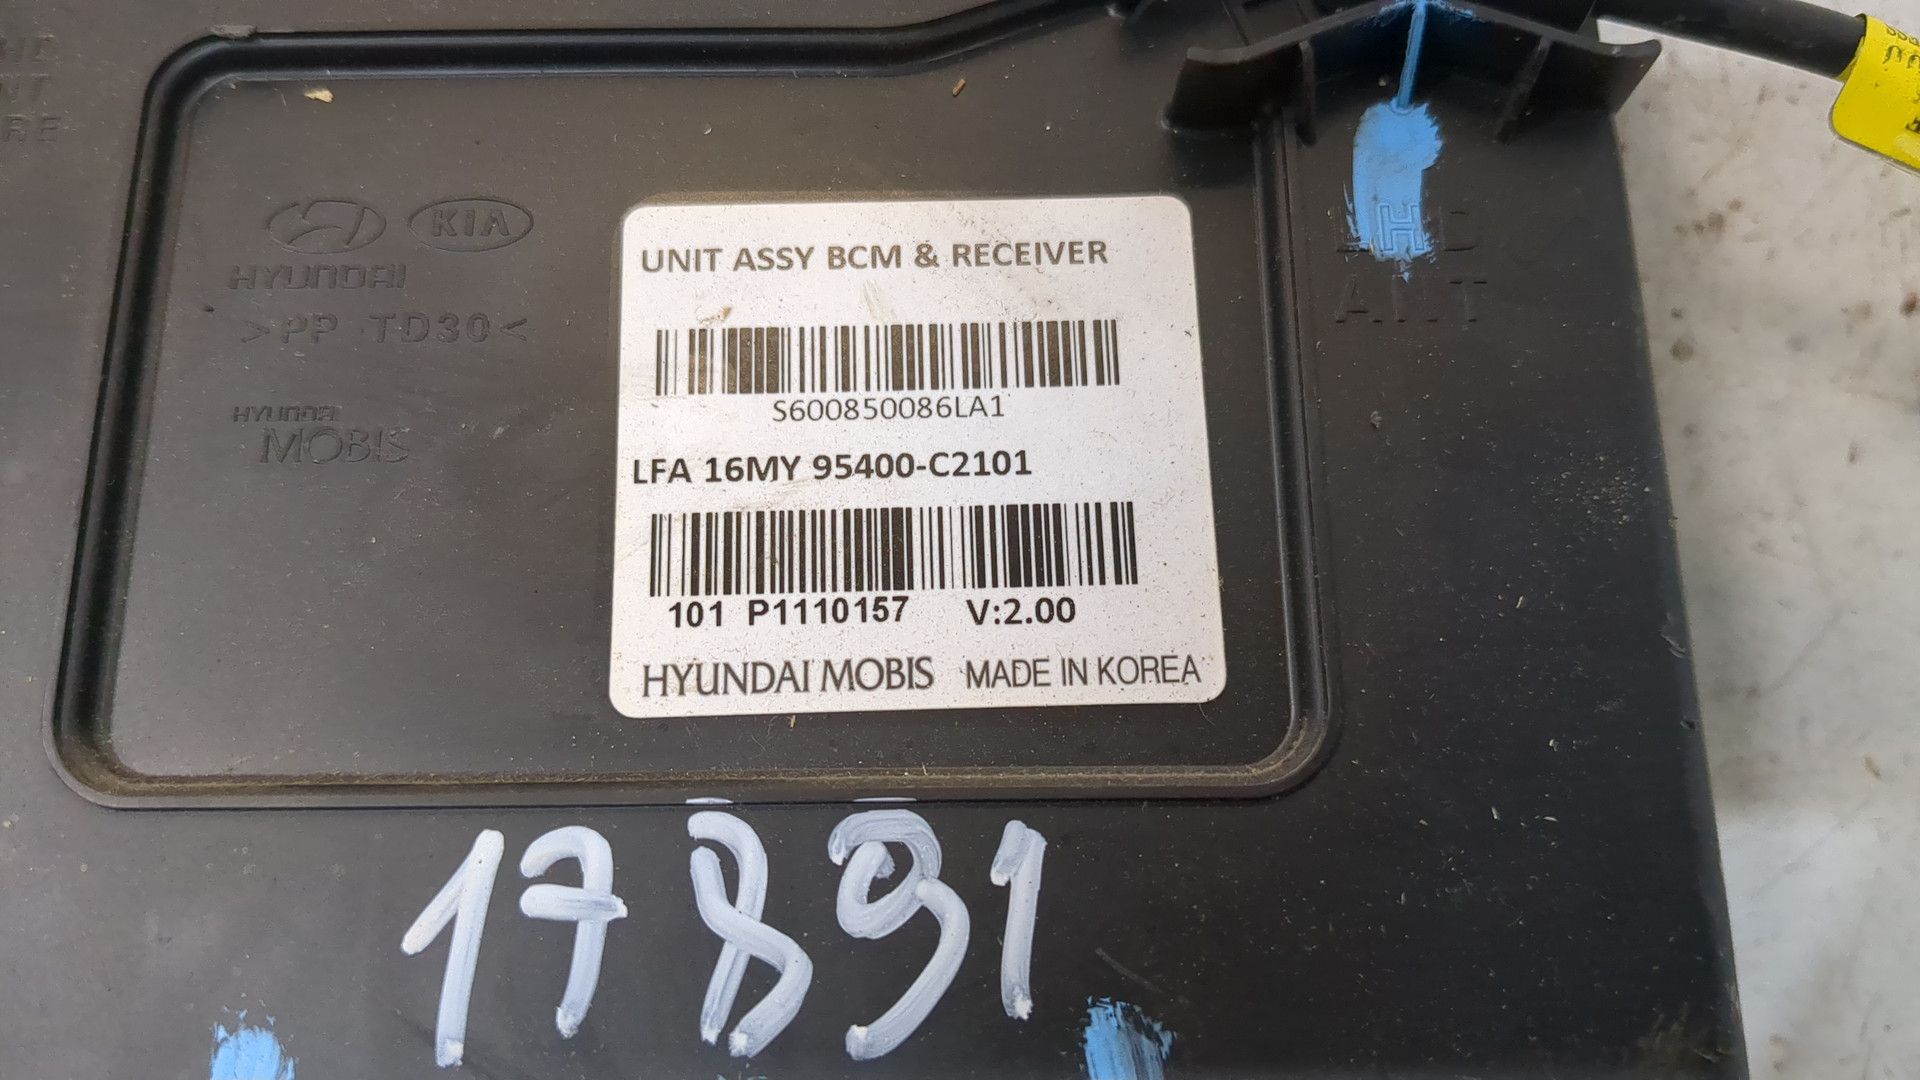 HYUNDAI
KIA
>PP -TD30<
HYUNDAI
MOBIS
UNIT ASSY BCM & RECEIVER
S600850086LA1
LFA 16MY 95400-C2101
101 P1110157 V:2.00
HYUNDAI MOBIS MADE IN KOREA
LHD
ANT
17891